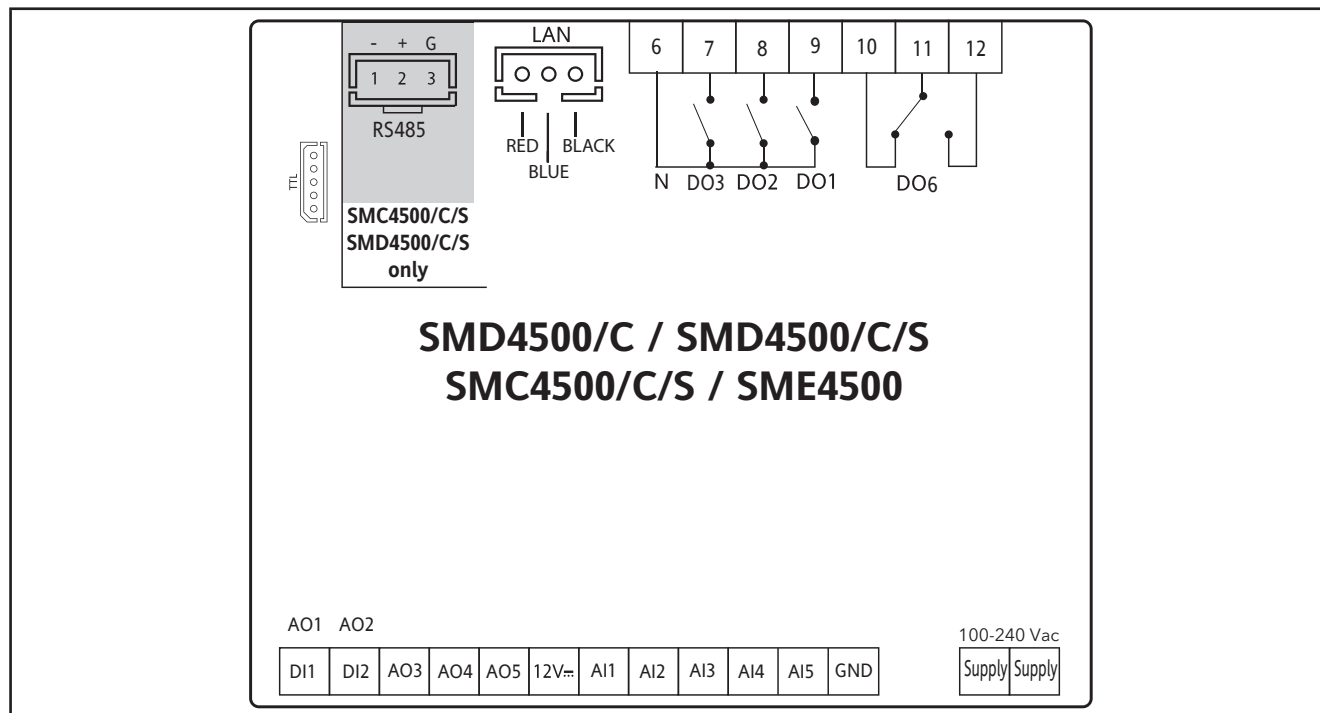 - + G
1 2 3
RS485
TTL
SMC4500/C/S
SMD4500/C/S
only
LAN
RED BLACK
BLUE
6 7 8 9 10 11 12
N DO3 DO2 DO1 DO6
SMD4500/C / SMD4500/C/S
SMC4500/C/S / SME4500
AO1 AO2
DI1 DI2 AO3 AO4 AO5 12V⎓ AI1 AI2 AI3 AI4 AI5 GND
100-240 Vac
Supply Supply